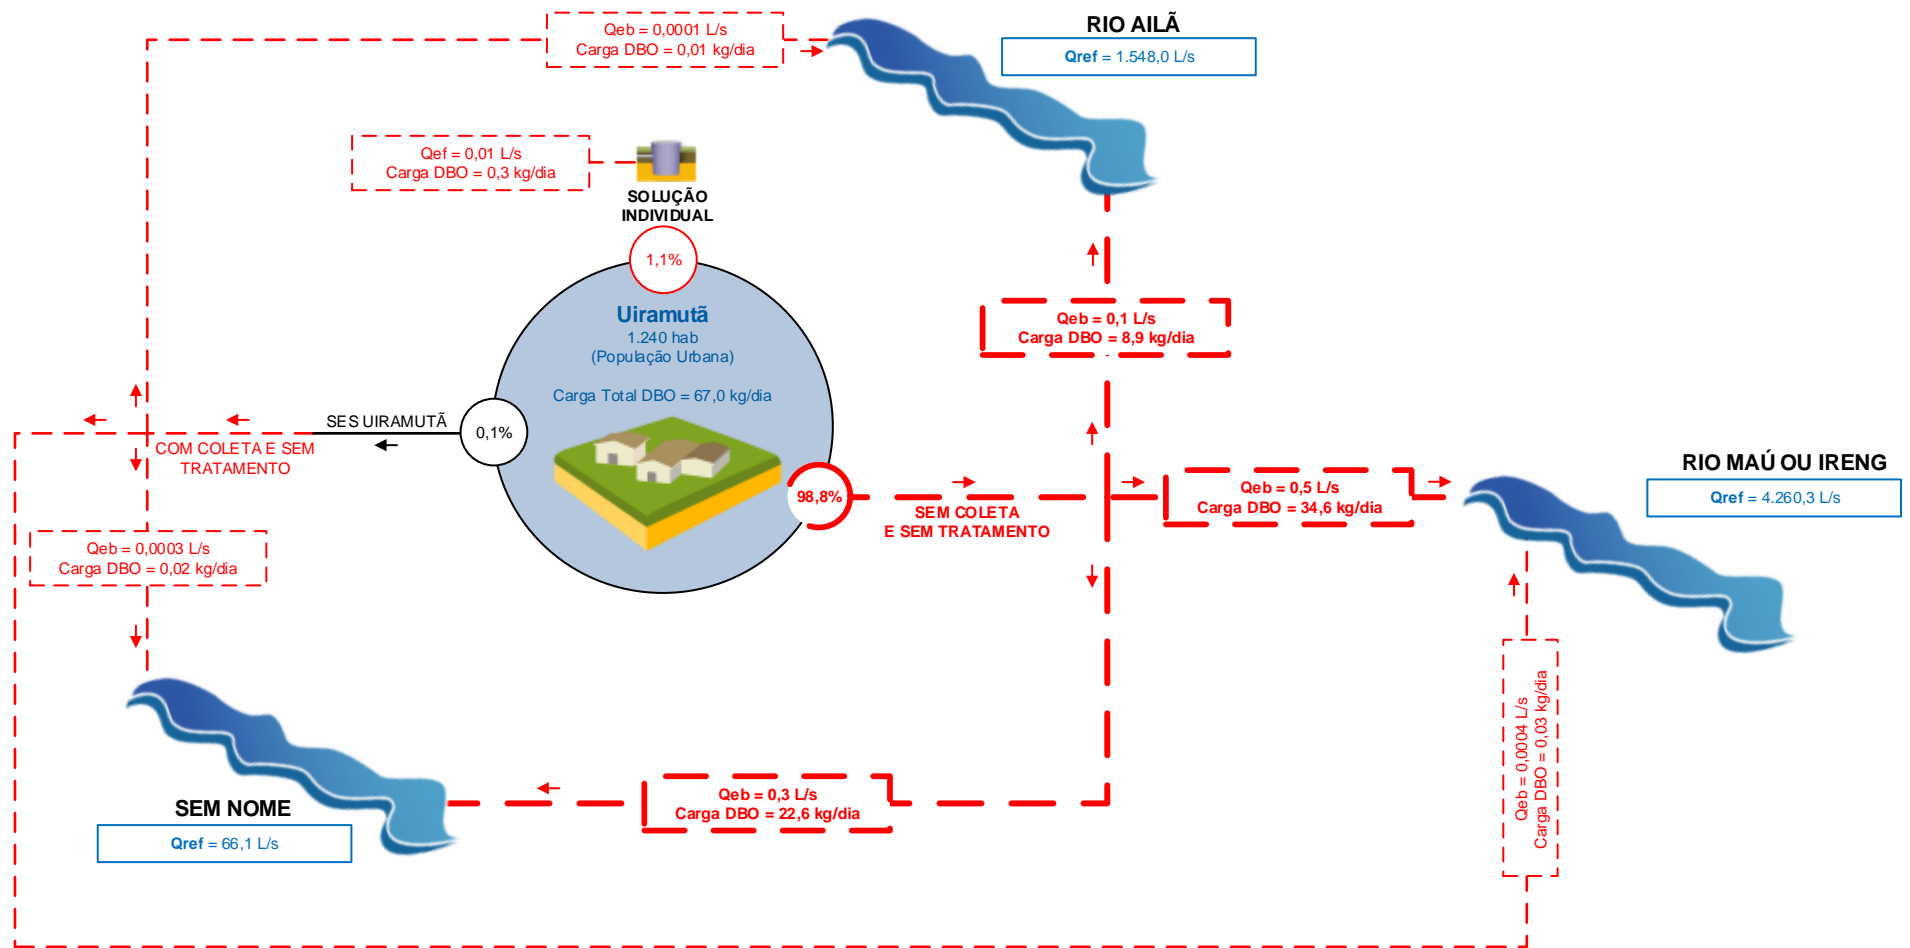 Qeb = 0,0001 L/s
Carga DBO = 0,01 kg/dia
RIO AILÃ
Qref = 1.548,0 L/s
Qef = 0,01 L/s
Carga DBO = 0,3 kg/dia
SOLUÇÃO
INDIVIDUAL
1,1%
Uiramutã
1.240 hab
(População Urbana)
Carga Total DBO = 67,0 kg/dia
Qeb = 0,1 L/s
Carga DBO = 8,9 kg/dia
SES UIRAMUTÃ
0,1%
COM COLETA E SEM
TRATAMENTO
98,8%
SEM COLETA
E SEM TRATAMENTO
Qeb = 0,5 L/s
Carga DBO = 34,6 kg/dia
RIO MAÚ OU IRENG
Qref = 4.260,3 L/s
Qeb = 0,0003 L/s
Carga DBO = 0,02 kg/dia
Qeb = 0,0004 L/s
Carga DBO = 0,03 kg/dia
SEM NOME
Qref = 66,1 L/s
Qeb = 0,3 L/s
Carga DBO = 22,6 kg/dia